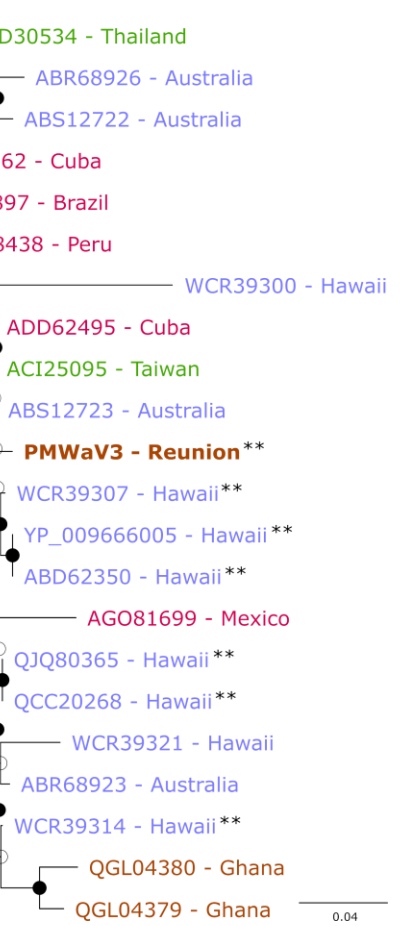 D30534 - Thailand
ABR68926 - Australia
ABS12722 - Australia
62 - Cuba
397 - Brazil
8438 - Peru
WCR39300 - Hawaii
ADD62495 - Cuba
ACI25095 - Taiwan
ABS12723 - Australia
PMWaV3 - Reunion**
WCR39307 - Hawaii**
YP_009666005 - Hawaii**
ABD62350 - Hawaii**
AGO81699 - Mexico
QJQ80365 - Hawaii**
QCC20268 - Hawaii**
WCR39321 - Hawaii
ABR68923 - Australia
WCR39314 - Hawaii**
QGL04380 - Ghana
QGL04379 - Ghana
0.04